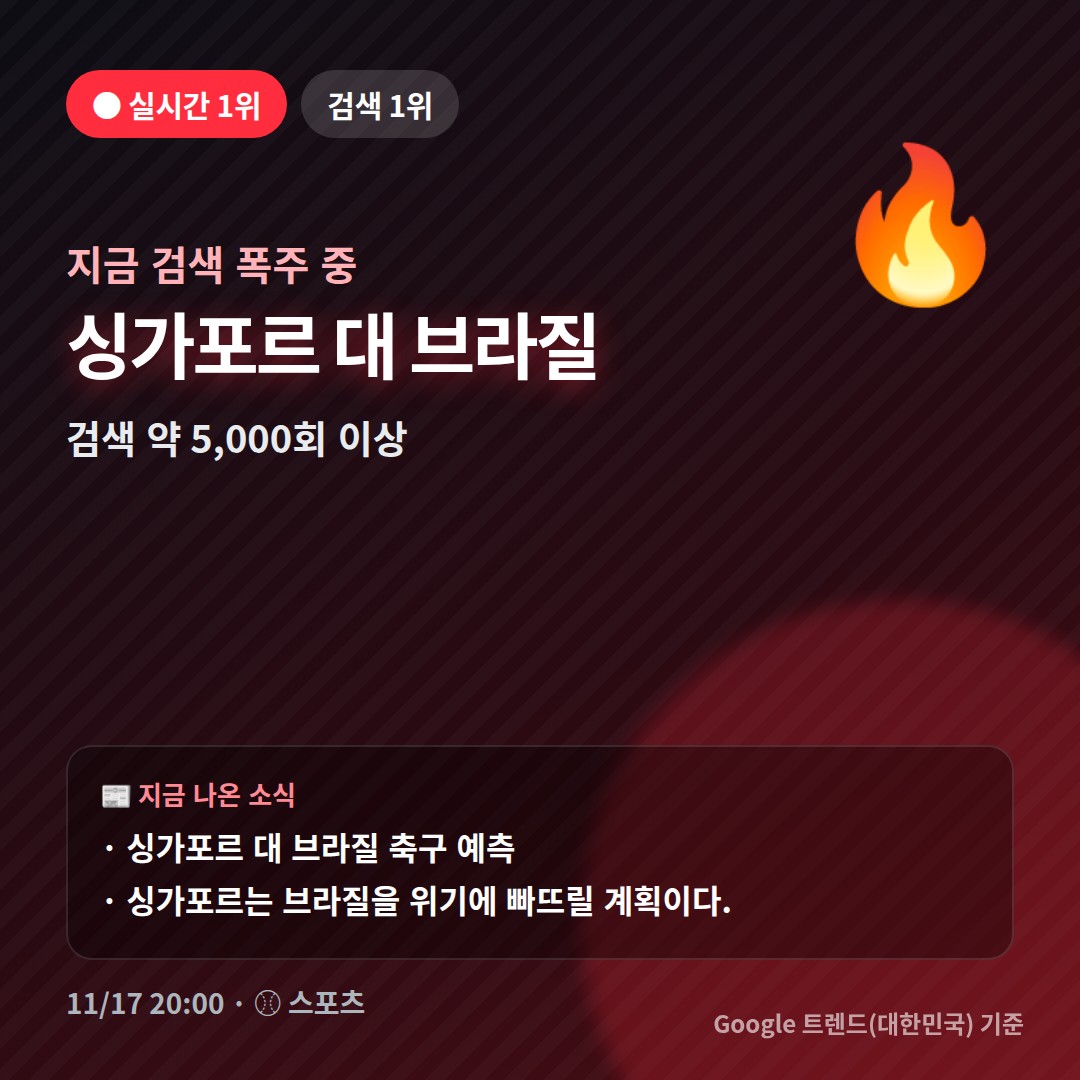 실시간 1위
검색 1위
지금 검색 폭주 중
싱가포르 대 브라질
검색 약 5,000회 이상
지금 나온 소식
· 싱가포르 대 브라질 축구 예측
· 싱가포르는 브라질을 위기에 빠뜨릴 계획이다.
11/17 20:00 · ⚾ 스포츠
Google 트렌드(대한민국) 기준